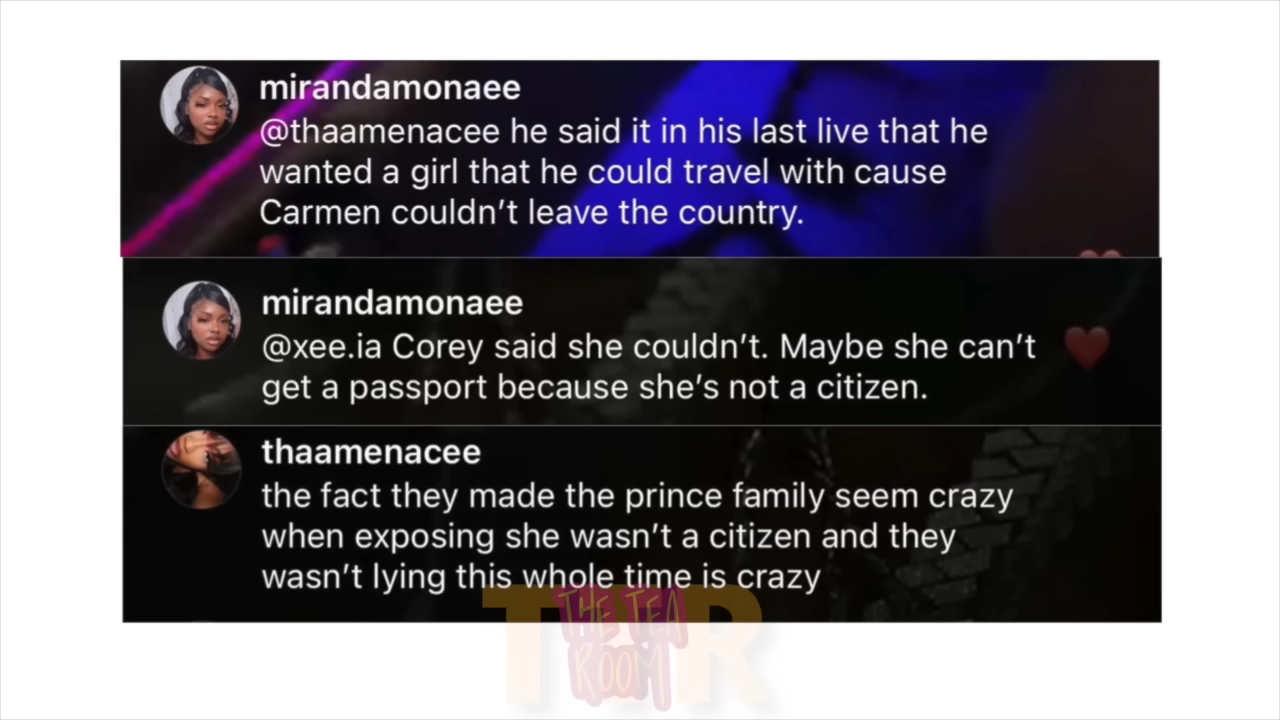 mirandamonaee
@thaamenacee he said it in his last live that he
wanted a girl that he could travel with cause
Carmen couldn’t leave the country.
mirandamonaee
@xee.ia Corey said she couldn’t. Maybe she can’t
get a passport because she’s not a citizen.
thaamenacee
the fact they made the prince family seem crazy
when exposing she wasn’t a citizen and they
wasn’t lying this whole time is crazy
T R
THE TEA
ROOM